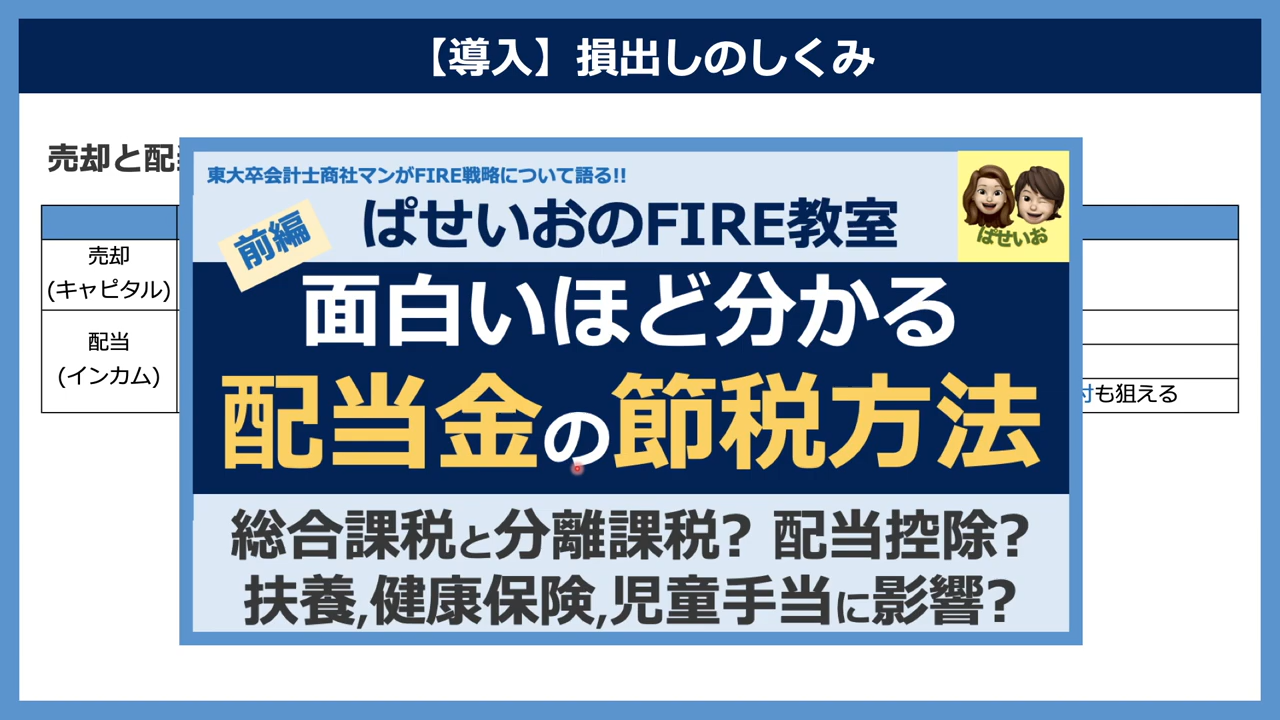 【導入】損出しのしくみ
売却と配
東大卒会計士商社マンがFIRE戦略について語る!!
前編
ぱせいおのFIRE教室
ぱせいお
売却
(キャピタル)
面白いほど分かる
配当
(インカム)
も狙える
配当金の節税方法
総合課税と分離課税? 配当控除?
扶養,健康保険,児童手当に影響?